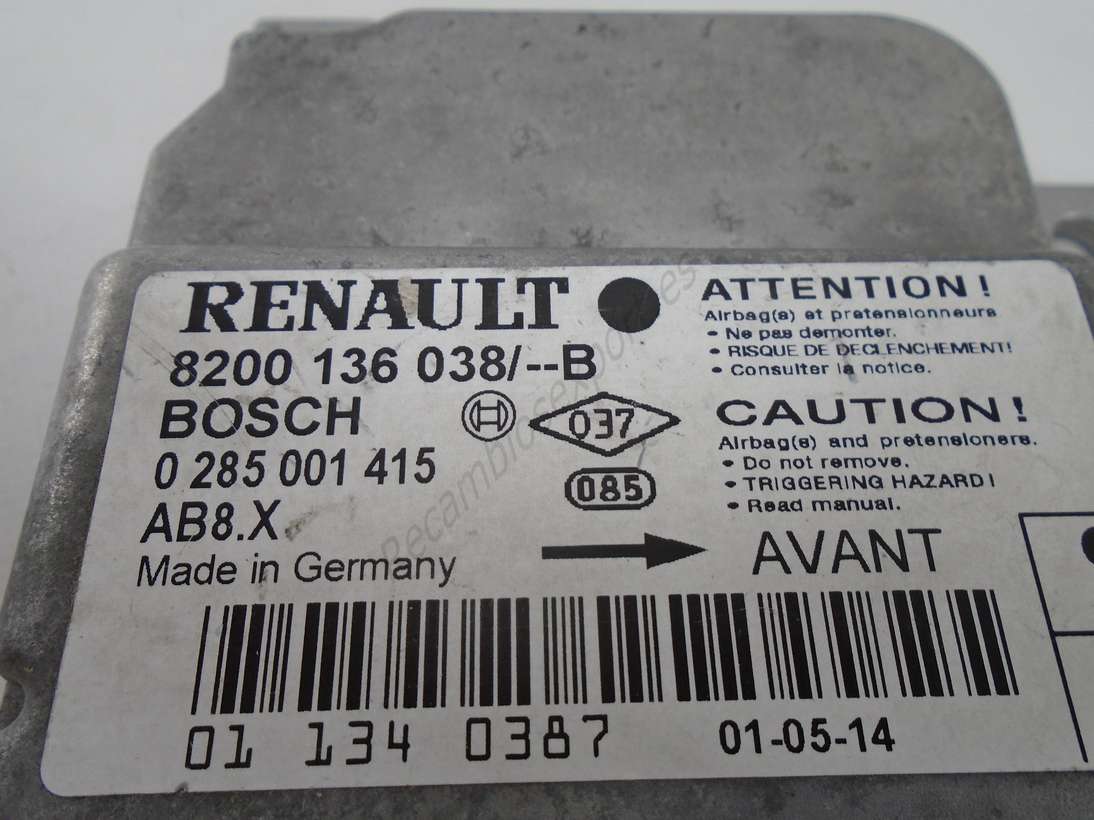 RENAULT
8200 136 038/--B
BOSCH
0 285 001 415
AB8.X
Made in Germany
037
085
ATTENTION !
Airbag(s) et pretensionneurs
• Ne pas demonter.
• RISQUE DE DECLENCHEMENT!
• Consulter la notice.
CAUTION !
Airbag(s) and pretensioners.
• Do not remove.
• TRIGGERING HAZARD!
• Read manual.
AVANT
01 134 0387
01-05-14
Recambioscexponer.es